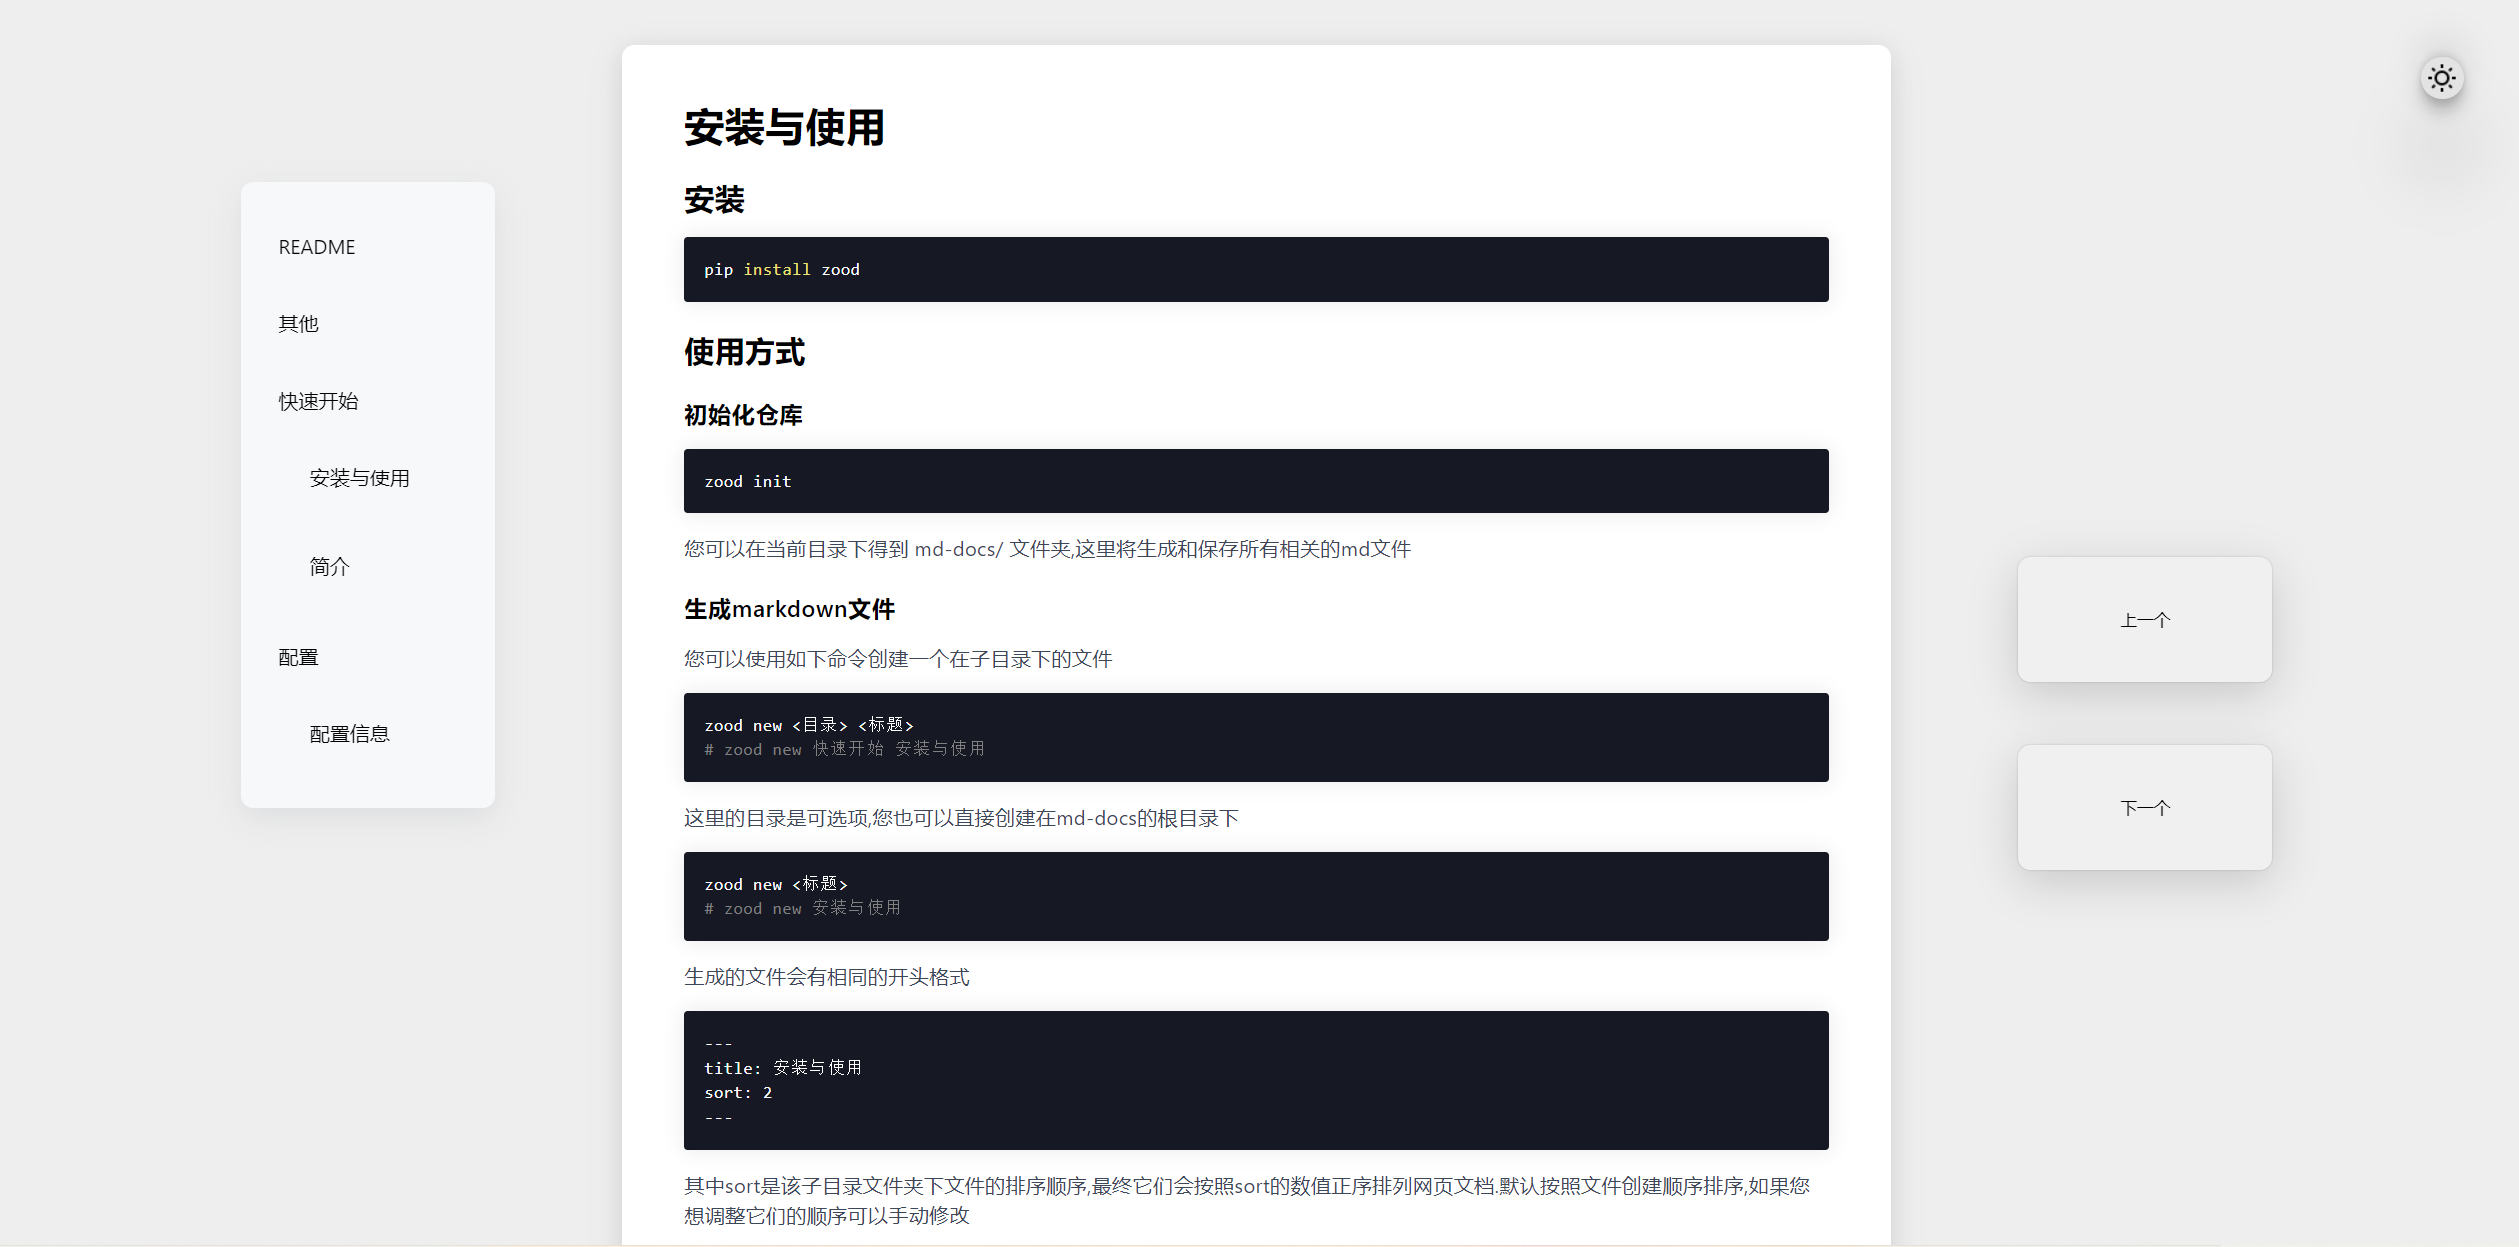 README
其他
快速开始
安装与使用
简介
配置
配置信息
安装与使用
安装
pip install zood
使用方式
初始化仓库
zood init
您可以在当前目录下得到 md-docs/ 文件夹,这里将生成和保存所有相关的md文件
生成markdown文件
您可以使用如下命令创建一个在子目录下的文件
zood new <目录> <标题>
# zood new 快速开始 安装与使用
这里的目录是可选项,您也可以直接创建在md-docs的根目录下
zood new <标题>
# zood new 安装与使用
生成的文件会有相同的开头格式
---
title: 安装与使用
sort: 2
---
其中sort是该子目录文件夹下文件的排序顺序,最终它们会按照sort的数值正序排列网页文档.默认按照文件创建顺序排序,如果您
想调整它们的顺序可以手动修改
上一个
下一个